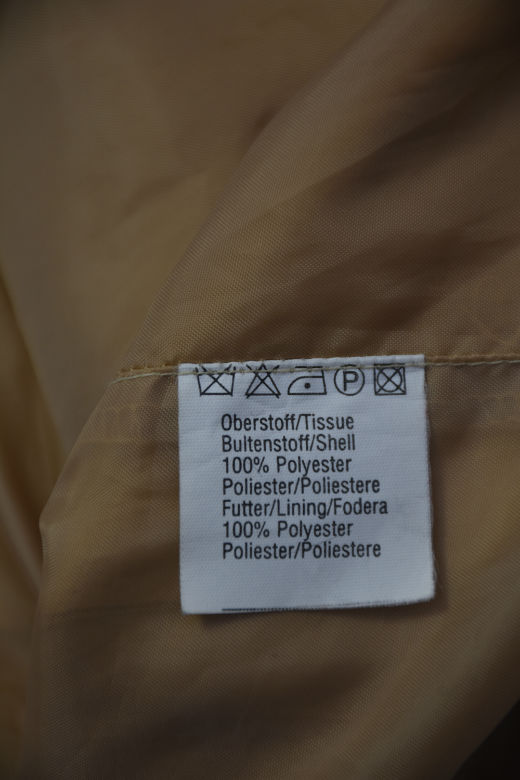 P
Oberstoff/Tissue
Bultenstoff/Shell
100% Polyester
Poliester/Poliestere
Futter/Lining/Fodera
100% Polyester
Poliester/Poliestere